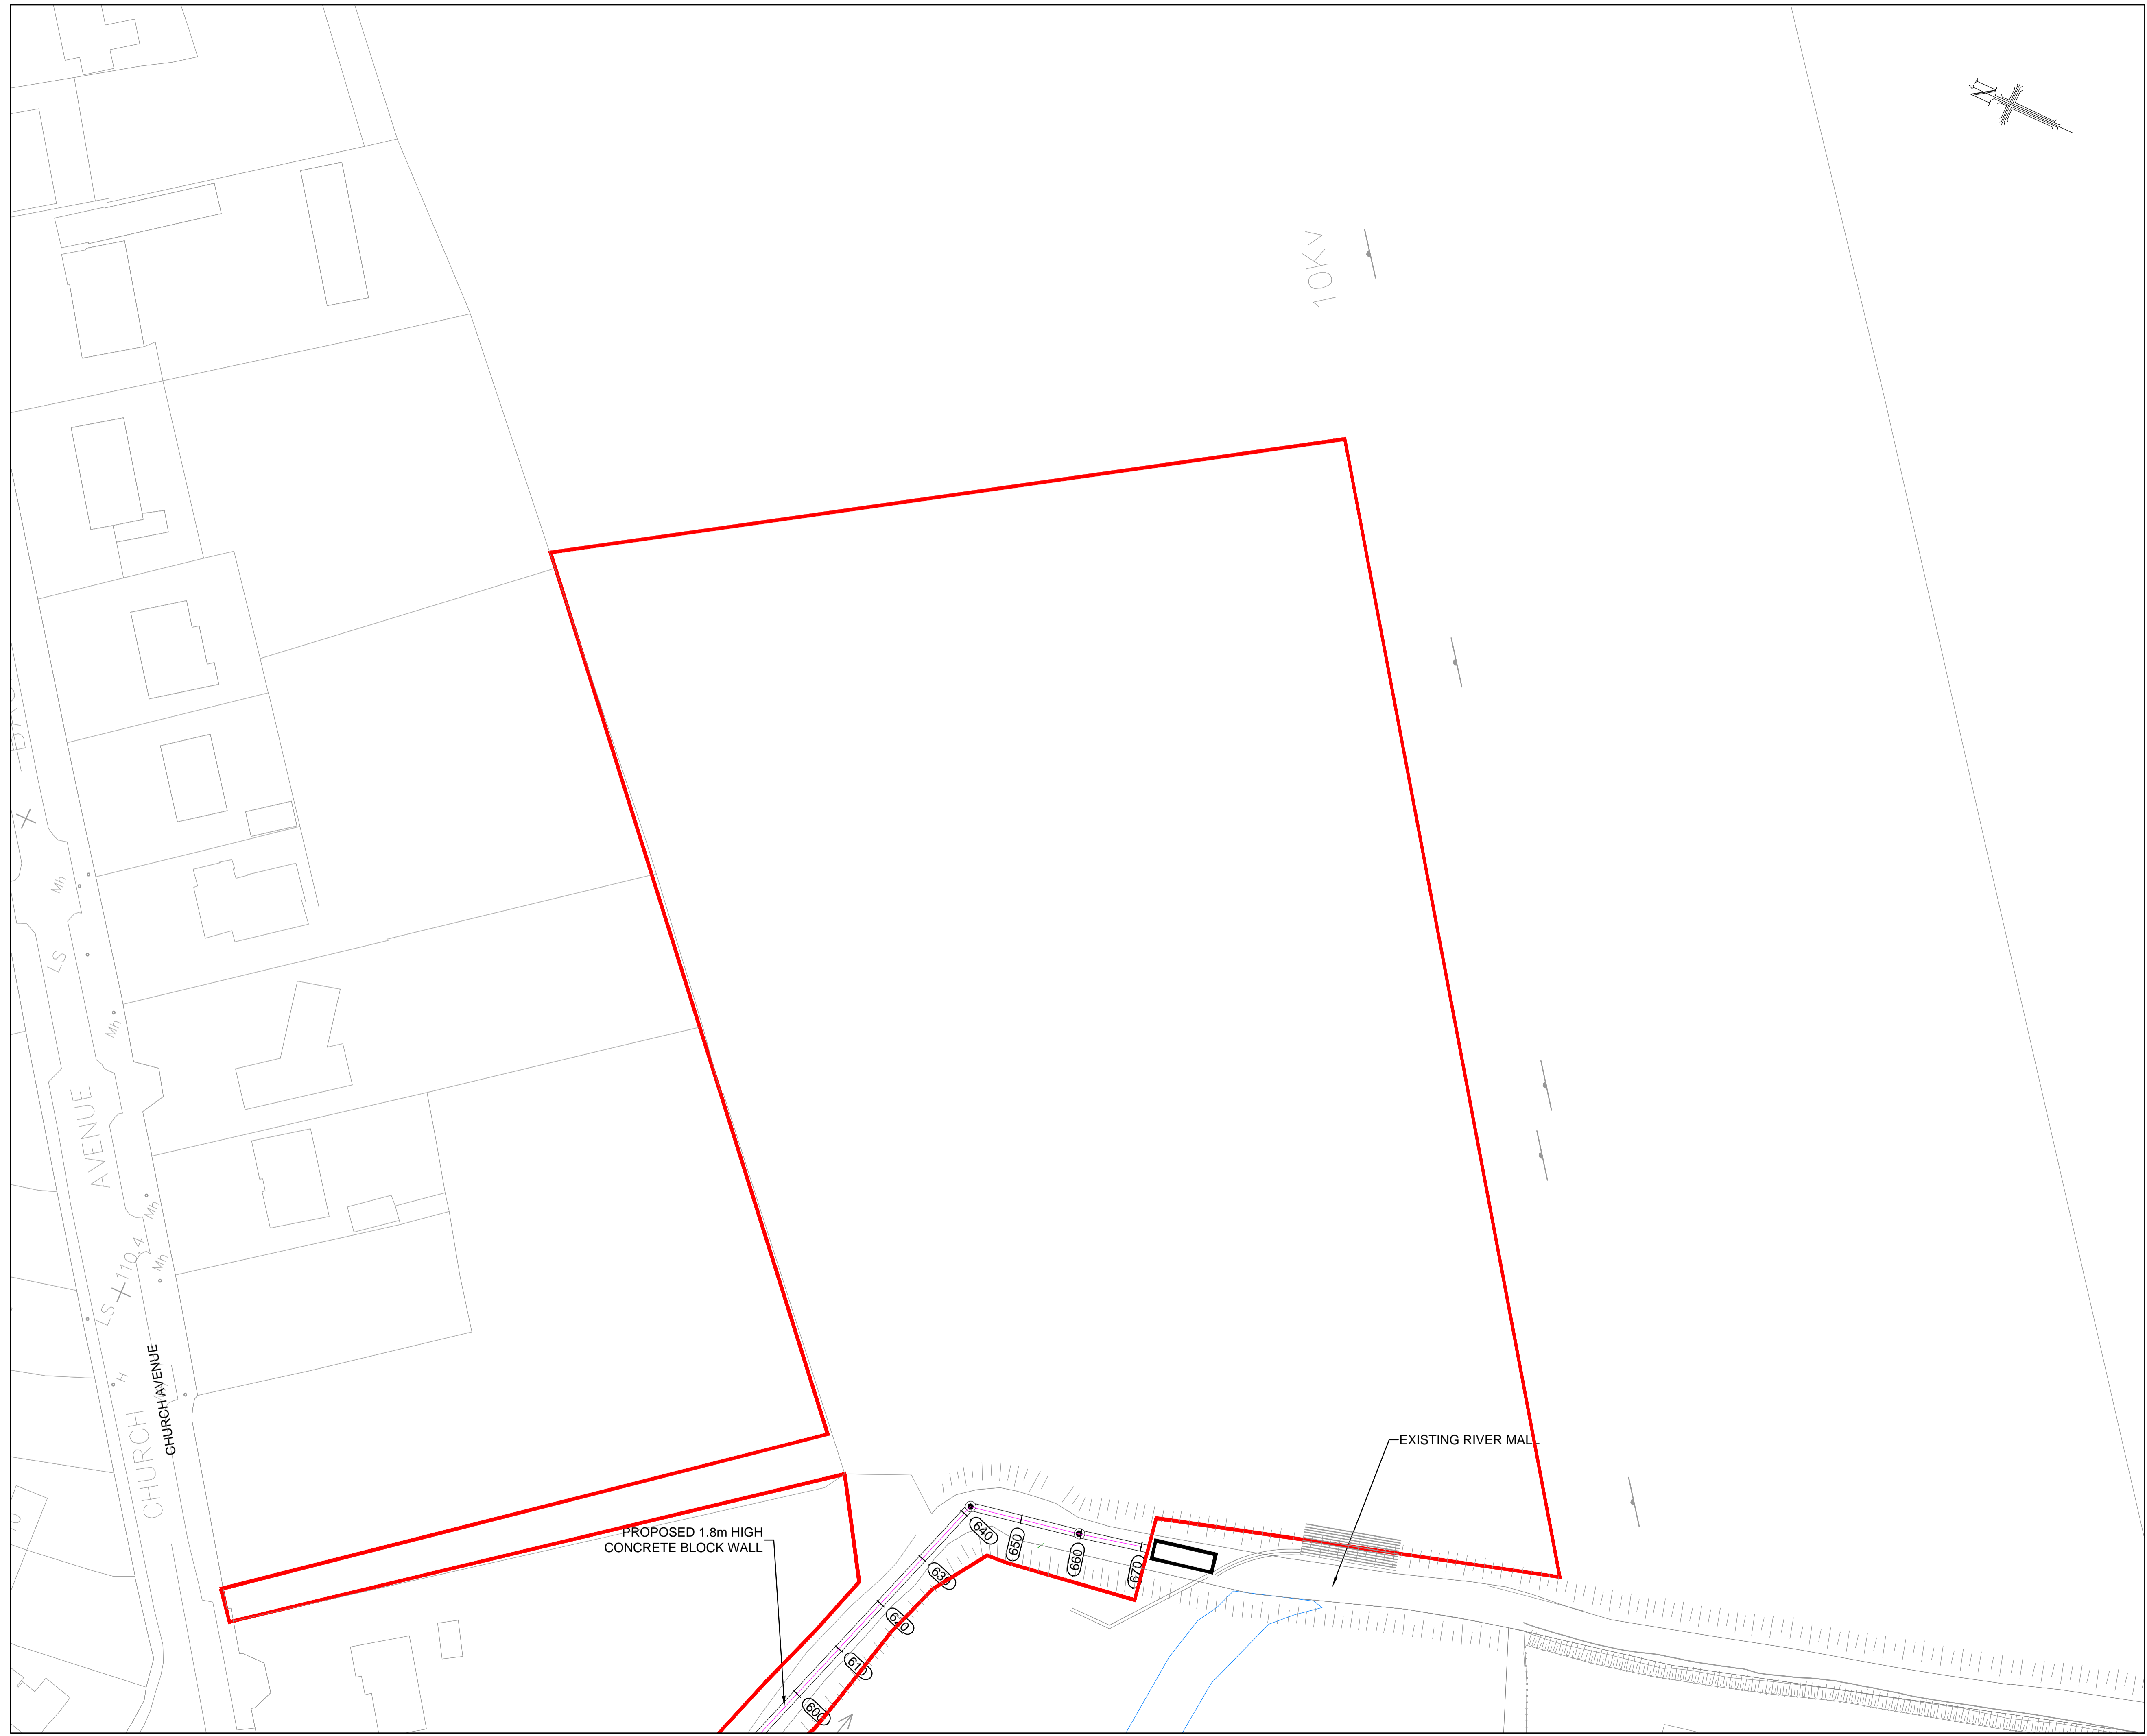 N
10KV
Mh
LS
Mh
AVENUE
Mh
110.4
Mh
LS
H
CHURCH AVENUE
CHURCH
EXISTING RIVER MALL
PROPOSED 1.8m HIGH
CONCRETE BLOCK WALL
640
650
660
670
630
620
610
600